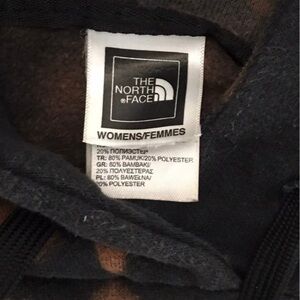 THE
NORTH
®FACE
WOMENS/FEMMES
20% ПОЛИЭСТЕР
TR: 80% PAMUK/20% POLYESTER
GR: 80% ΒΑΜΒΑΚΙ/
20% ΠΟΛΥΕΣΤΕΡΑΣ
PL: 80% BAWEŁNA/
20% POLYESTER